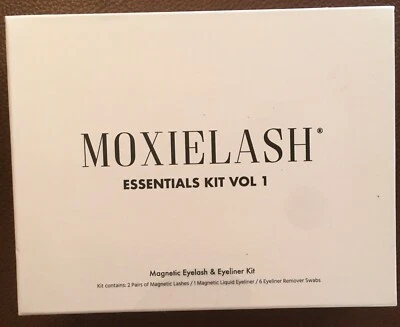 MOXIELASH®
ESSENTIALS KIT VOL 1
Magnetic Eyelash & Eyeliner Kit
Kit contains: 2 Pairs of Magnetic Lashes / 1 Magnetic Liquid Eyeliner / 6 Eyeliner Remover Swabs